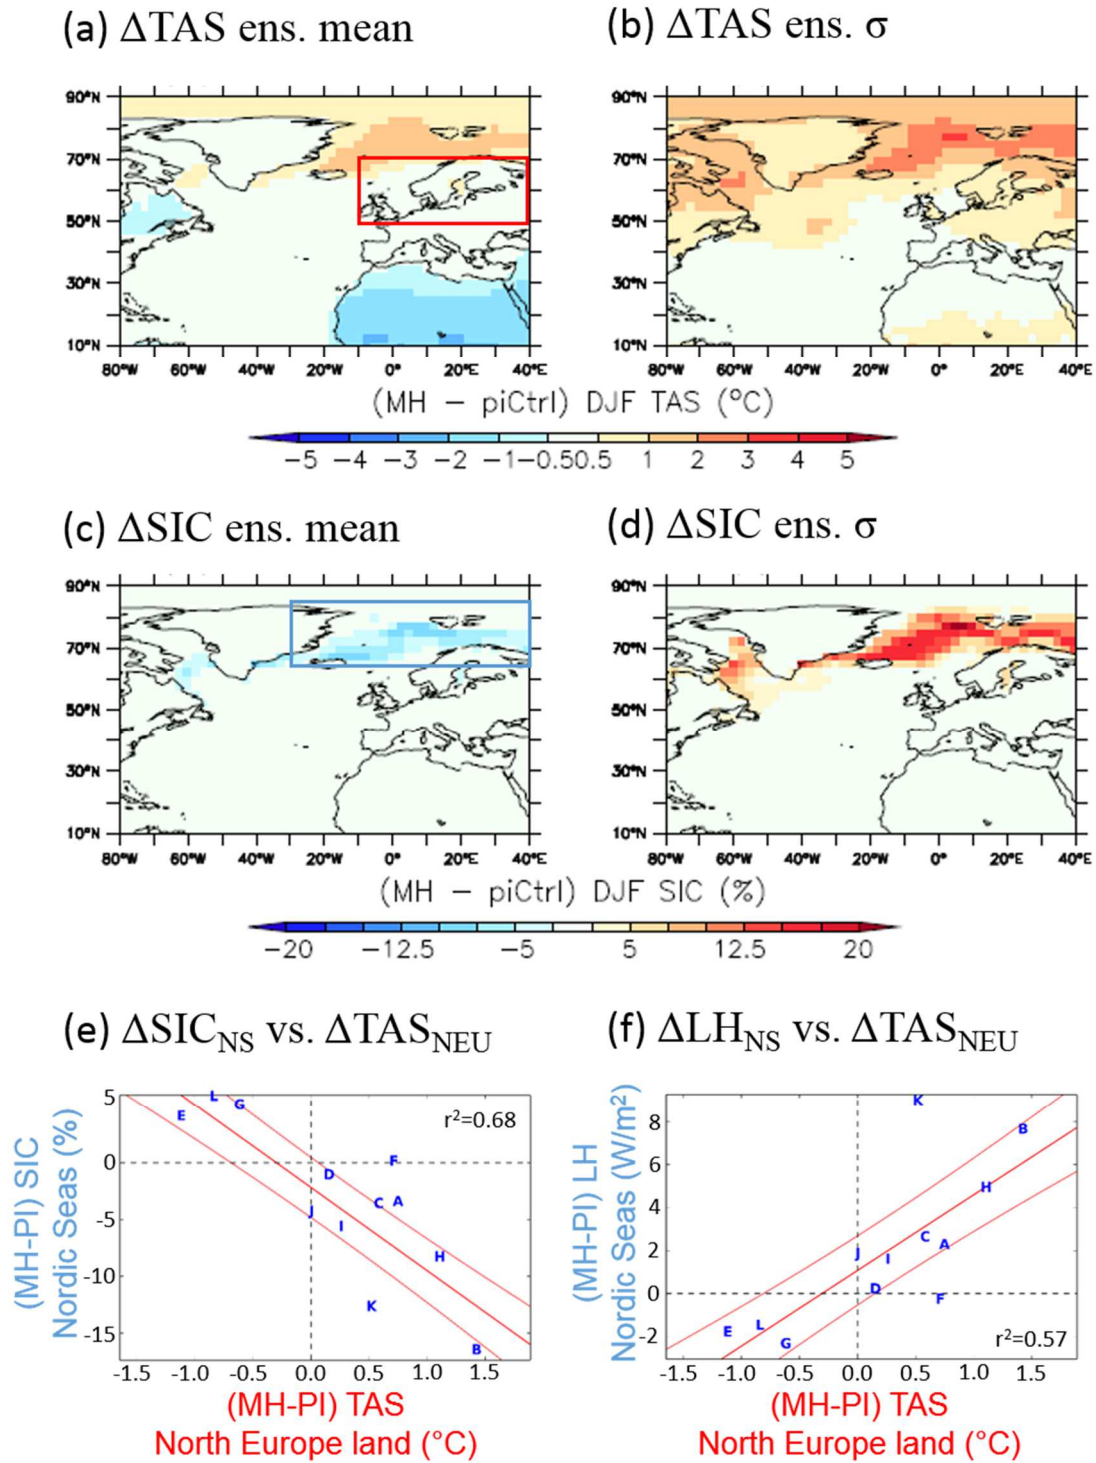 (a) ΔTAS ens. mean
(b) ΔTAS ens. σ
90°N
70°N
50°N
30°N
10°N
80°W 60°W 40°W 20°W 0° 20°E 40°E
90°N
70°N
50°N
30°N
10°N
80°W 60°W 40°W 20°W 0° 20°E 40°E
(MH – piCtrl) DJF TAS (°C)
−5 −4 −3 −2 −1 −0.5 0.5 1 2 3 4 5
(c) ΔSIC ens. mean
(d) ΔSIC ens. σ
90°N
70°N
50°N
30°N
10°N
80°W 60°W 40°W 20°W 0° 20°E 40°E
90°N
70°N
50°N
30°N
10°N
80°W 60°W 40°W 20°W 0° 20°E 40°E
(MH – piCtrl) DJF SIC (%)
−20 −12.5 −5 5 12.5 20
(e) ΔSIC_NS vs. ΔTAS_NEU
(f) ΔLH_NS vs. ΔTAS_NEU
(MH-PI) SIC
Nordic Seas (%)
5
0
-5
-10
-15
r²=0.68
L
G
E
F
D
C A
J
I
H
K
B
-1.5 -1.0 -0.5 0.0 0.5 1.0 1.5
(MH-PI) TAS
North Europe land (°C)
(MH-PI) LH
Nordic Seas (W/m²)
8
6
4
2
0
-2
K
B
H
C
A
J
I
D
F
L
E
G
r²=0.57
-1.5 -1.0 -0.5 0.0 0.5 1.0 1.5
(MH-PI) TAS
North Europe land (°C)